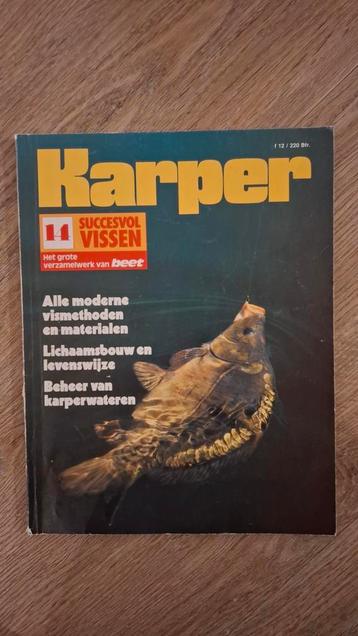 f 12 / 220 Bfr.
Karper
14
SUCCESVOL
VISSEN
Het grote
verzamelwerk van beet
Alle moderne
vismethoden
en materialen
Lichaamsbouw en
levenswijze
Beheer van
karperwateren